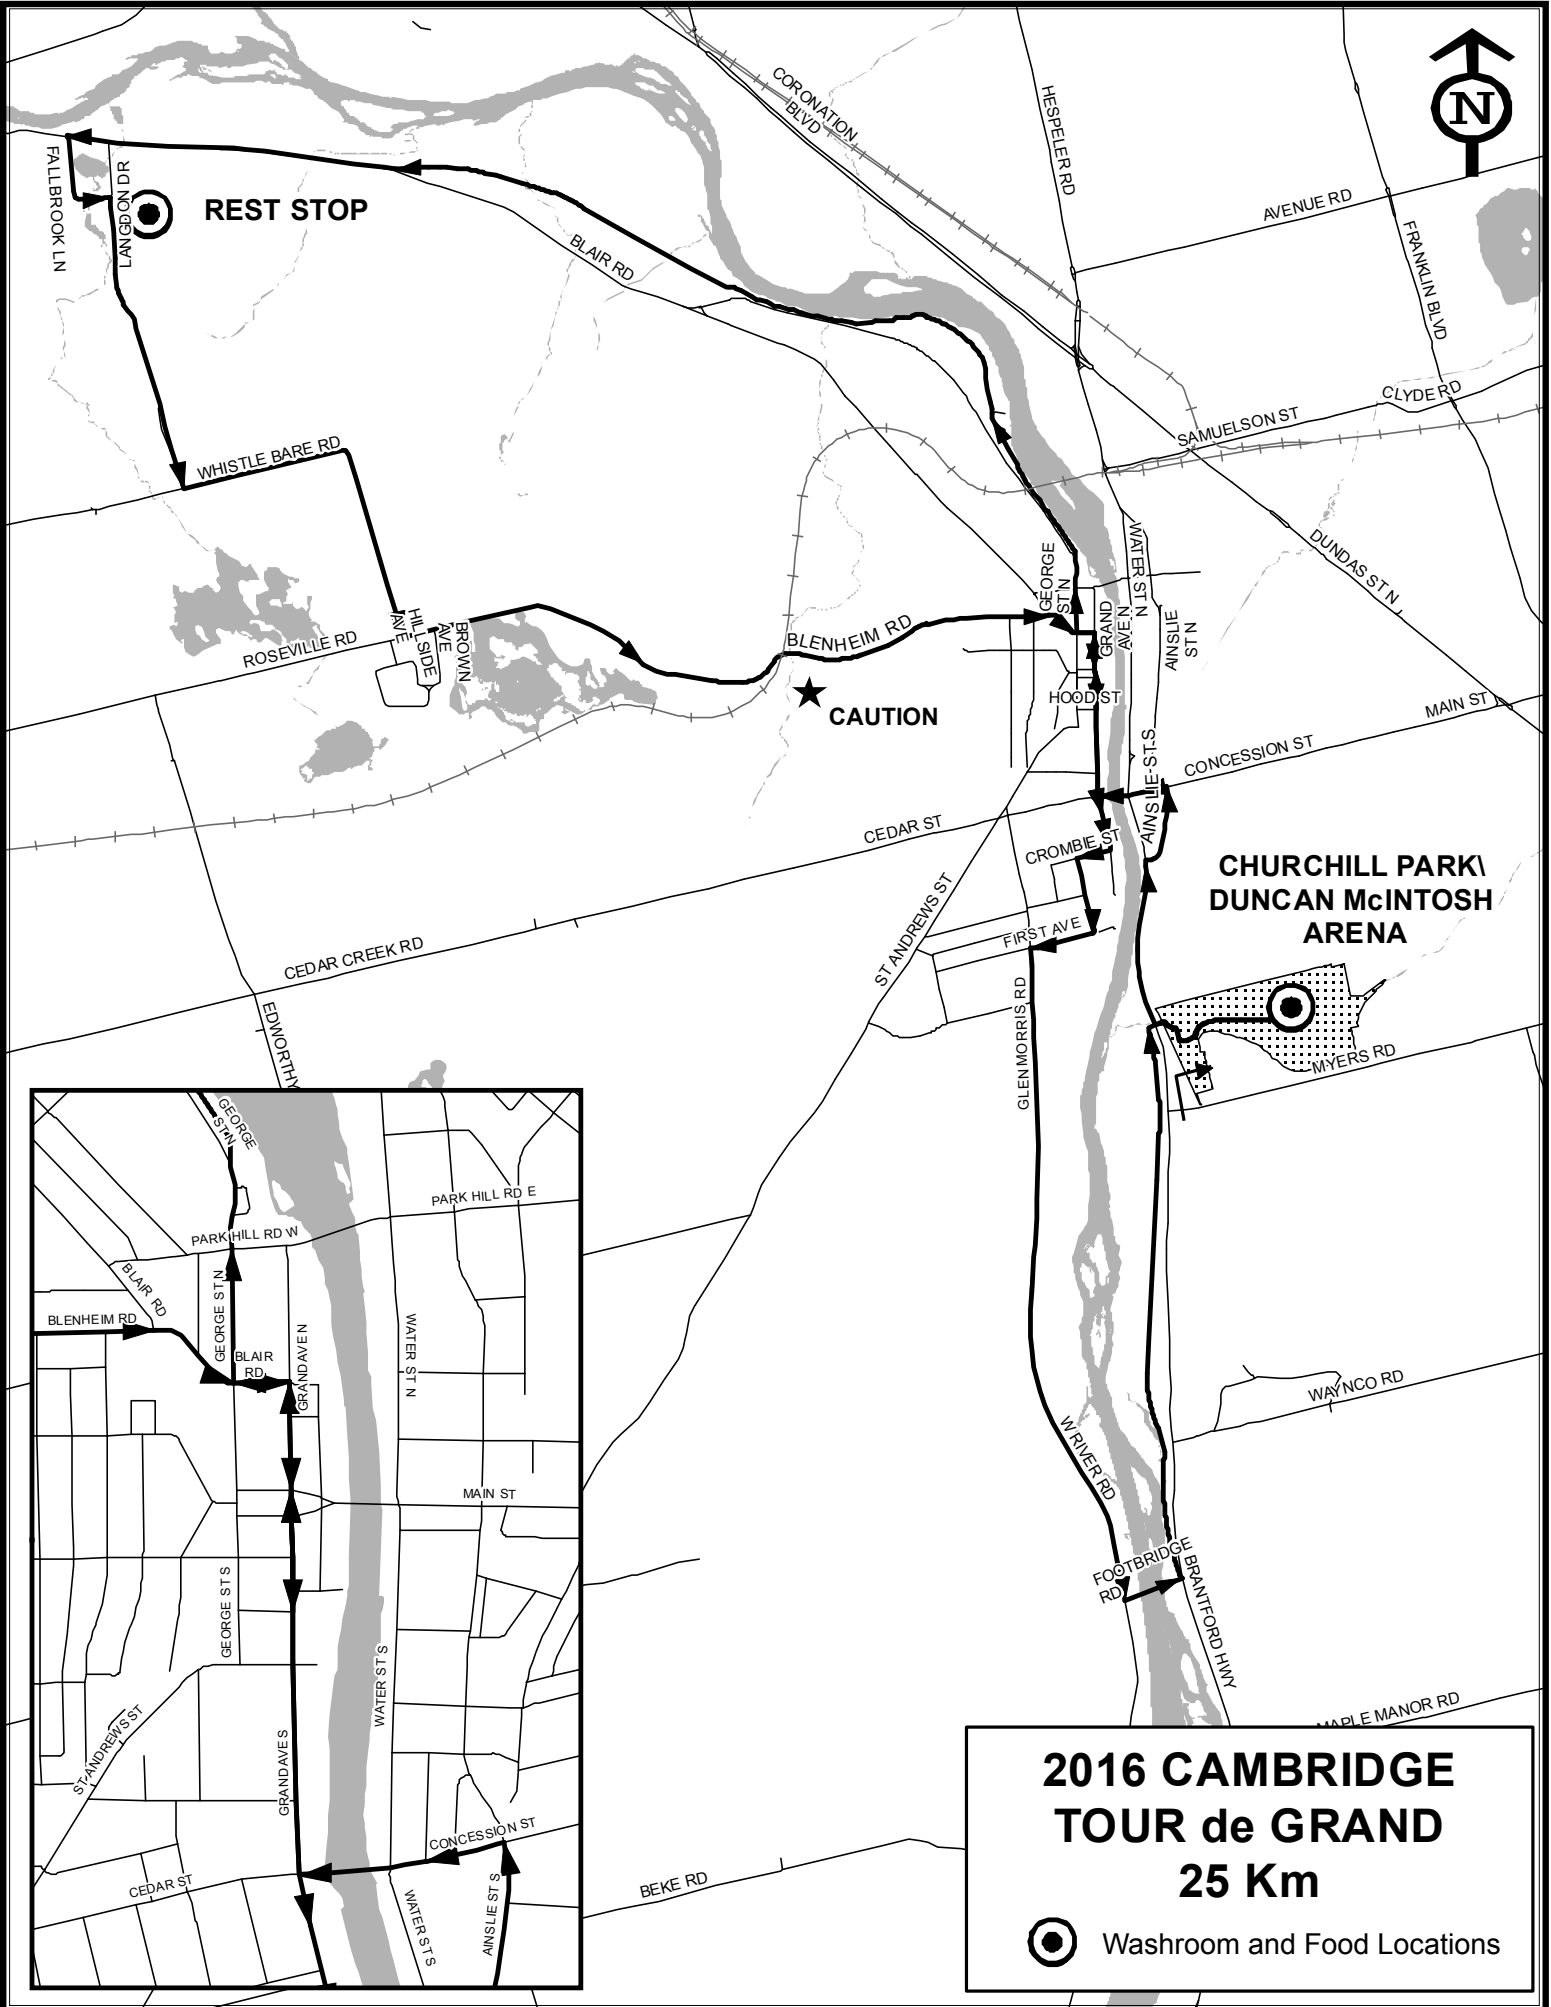 CORONATION
BLVD
HESPELER RD
N
AVENUE RD
FRANKLIN BLVD
FALLBROOK LN
LANGDON DR
REST STOP
BLAIR RD
CLYDE RD
SAMUELSON ST
WHISTLE BARE RD
DUNDAS ST N
WATER ST N
GEORGE
ST N
GRAND
AVE N
AINSLIE
ST N
HILLSIDE
AVE
BROWN
AVE
ROSEVILLE RD
BLENHEIM RD
HOOD ST
CAUTION
MAIN ST
CONCESSION ST
AINSLIE ST S
CEDAR ST
CROMBIE ST
CHURCHILL PARK\
DUNCAN McINTOSH
ARENA
ST ANDREWS ST
FIRST AVE
CEDAR CREEK RD
GLEN MORRIS RD
EDWORTHY
MYERS RD
WAYNCO RD
W RIVER RD
FOOTBRIDGE
RD
BRANTFORD HWY
MAPLE MANOR RD
BEKE RD
GEORGE
ST N
PARK HILL RD E
PARK HILL RD W
BLAIR RD
BLENHEIM RD
GEORGE ST N
BLAIR
RD
GRAND AVE N
WATER ST N
MAIN ST
GEORGE ST S
WATER ST S
ST ANDREWS ST
GRAND AVE S
CONCESSION ST
CEDAR ST
WATER ST S
AINSLIE ST S
2016 CAMBRIDGE
TOUR de GRAND
25 Km
Washroom and Food Locations